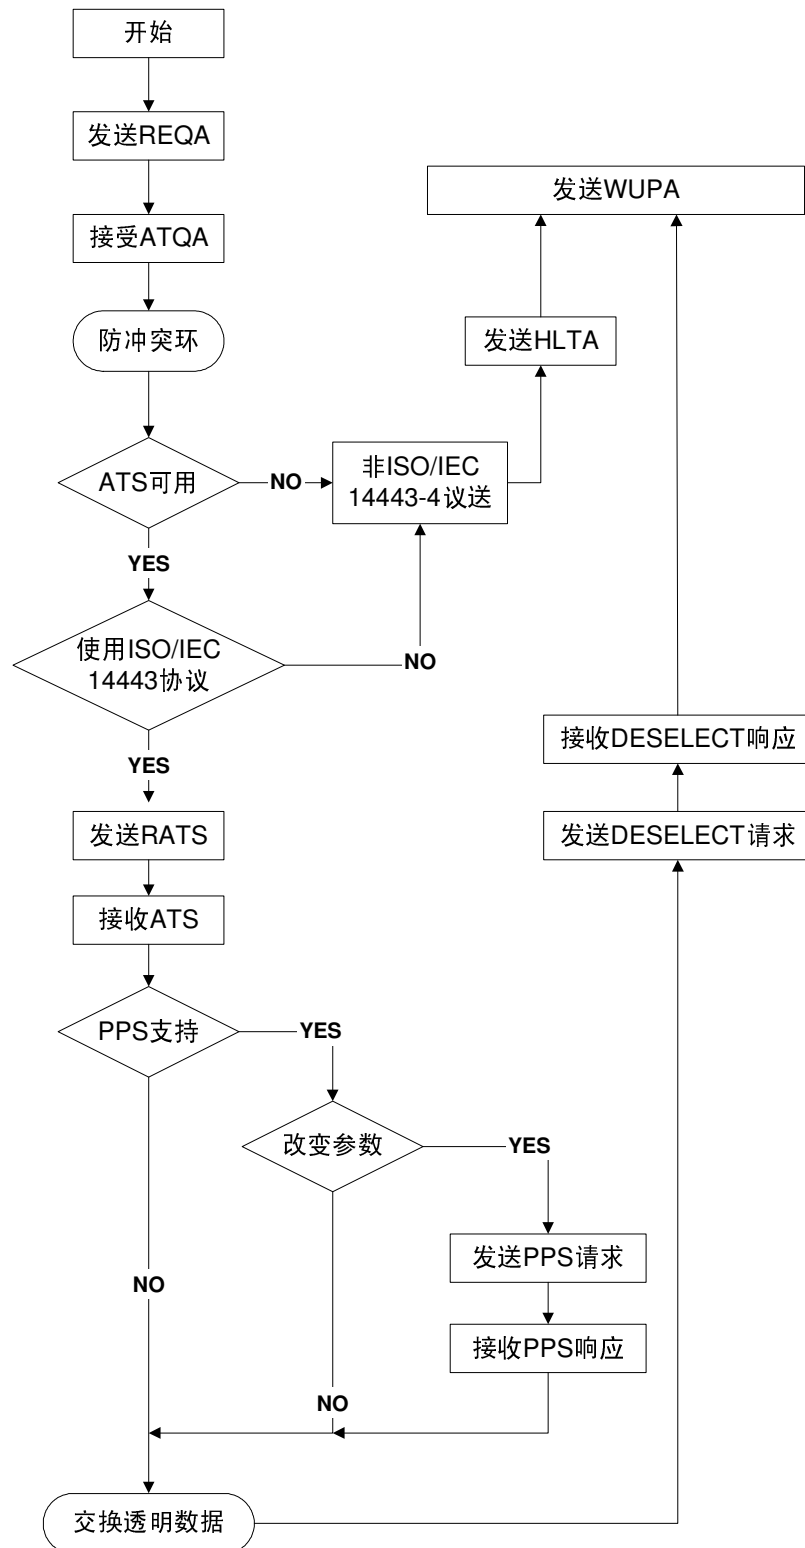 开始
发送REQA
接受ATQA
防冲突环
ATS可用
NO
非ISO/IEC
14443-4议送
发送HLTA
发送WUPA
YES
使用ISO/IEC
14443协议
NO
YES
发送RATS
接收ATS
PPS支持
YES
改变参数
YES
发送PPS请求
接收PPS响应
NO
NO
交换透明数据
发送DESELECT请求
接收DESELECT响应